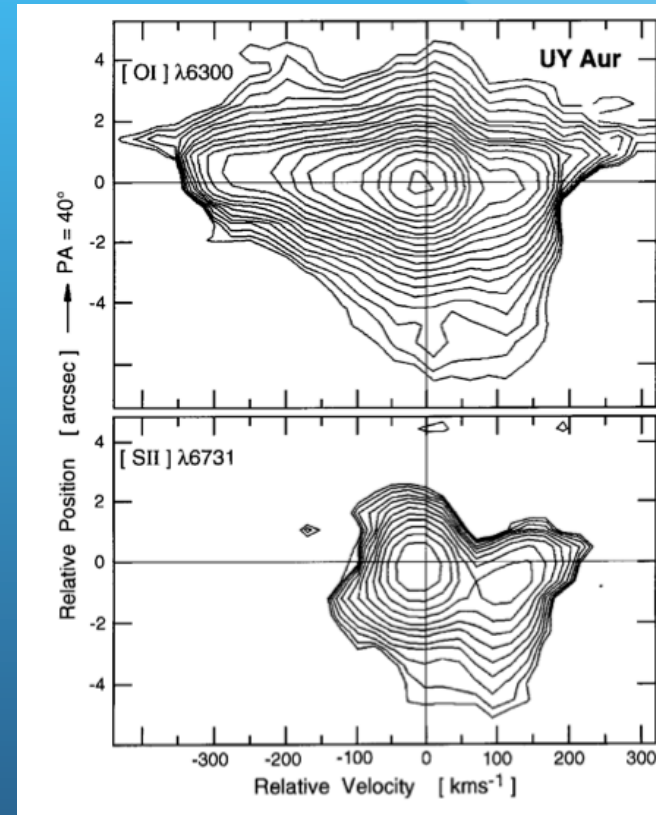 UY Aur
[ OI ] λ6300
4
2
0
-2
-4
[ SII ] λ6731
4
2
0
-2
-4
Relative Position [ arcsec ] → PA = 40°
-300 -200 -100 0 100 200 300
Relative Velocity [ kms⁻¹ ]